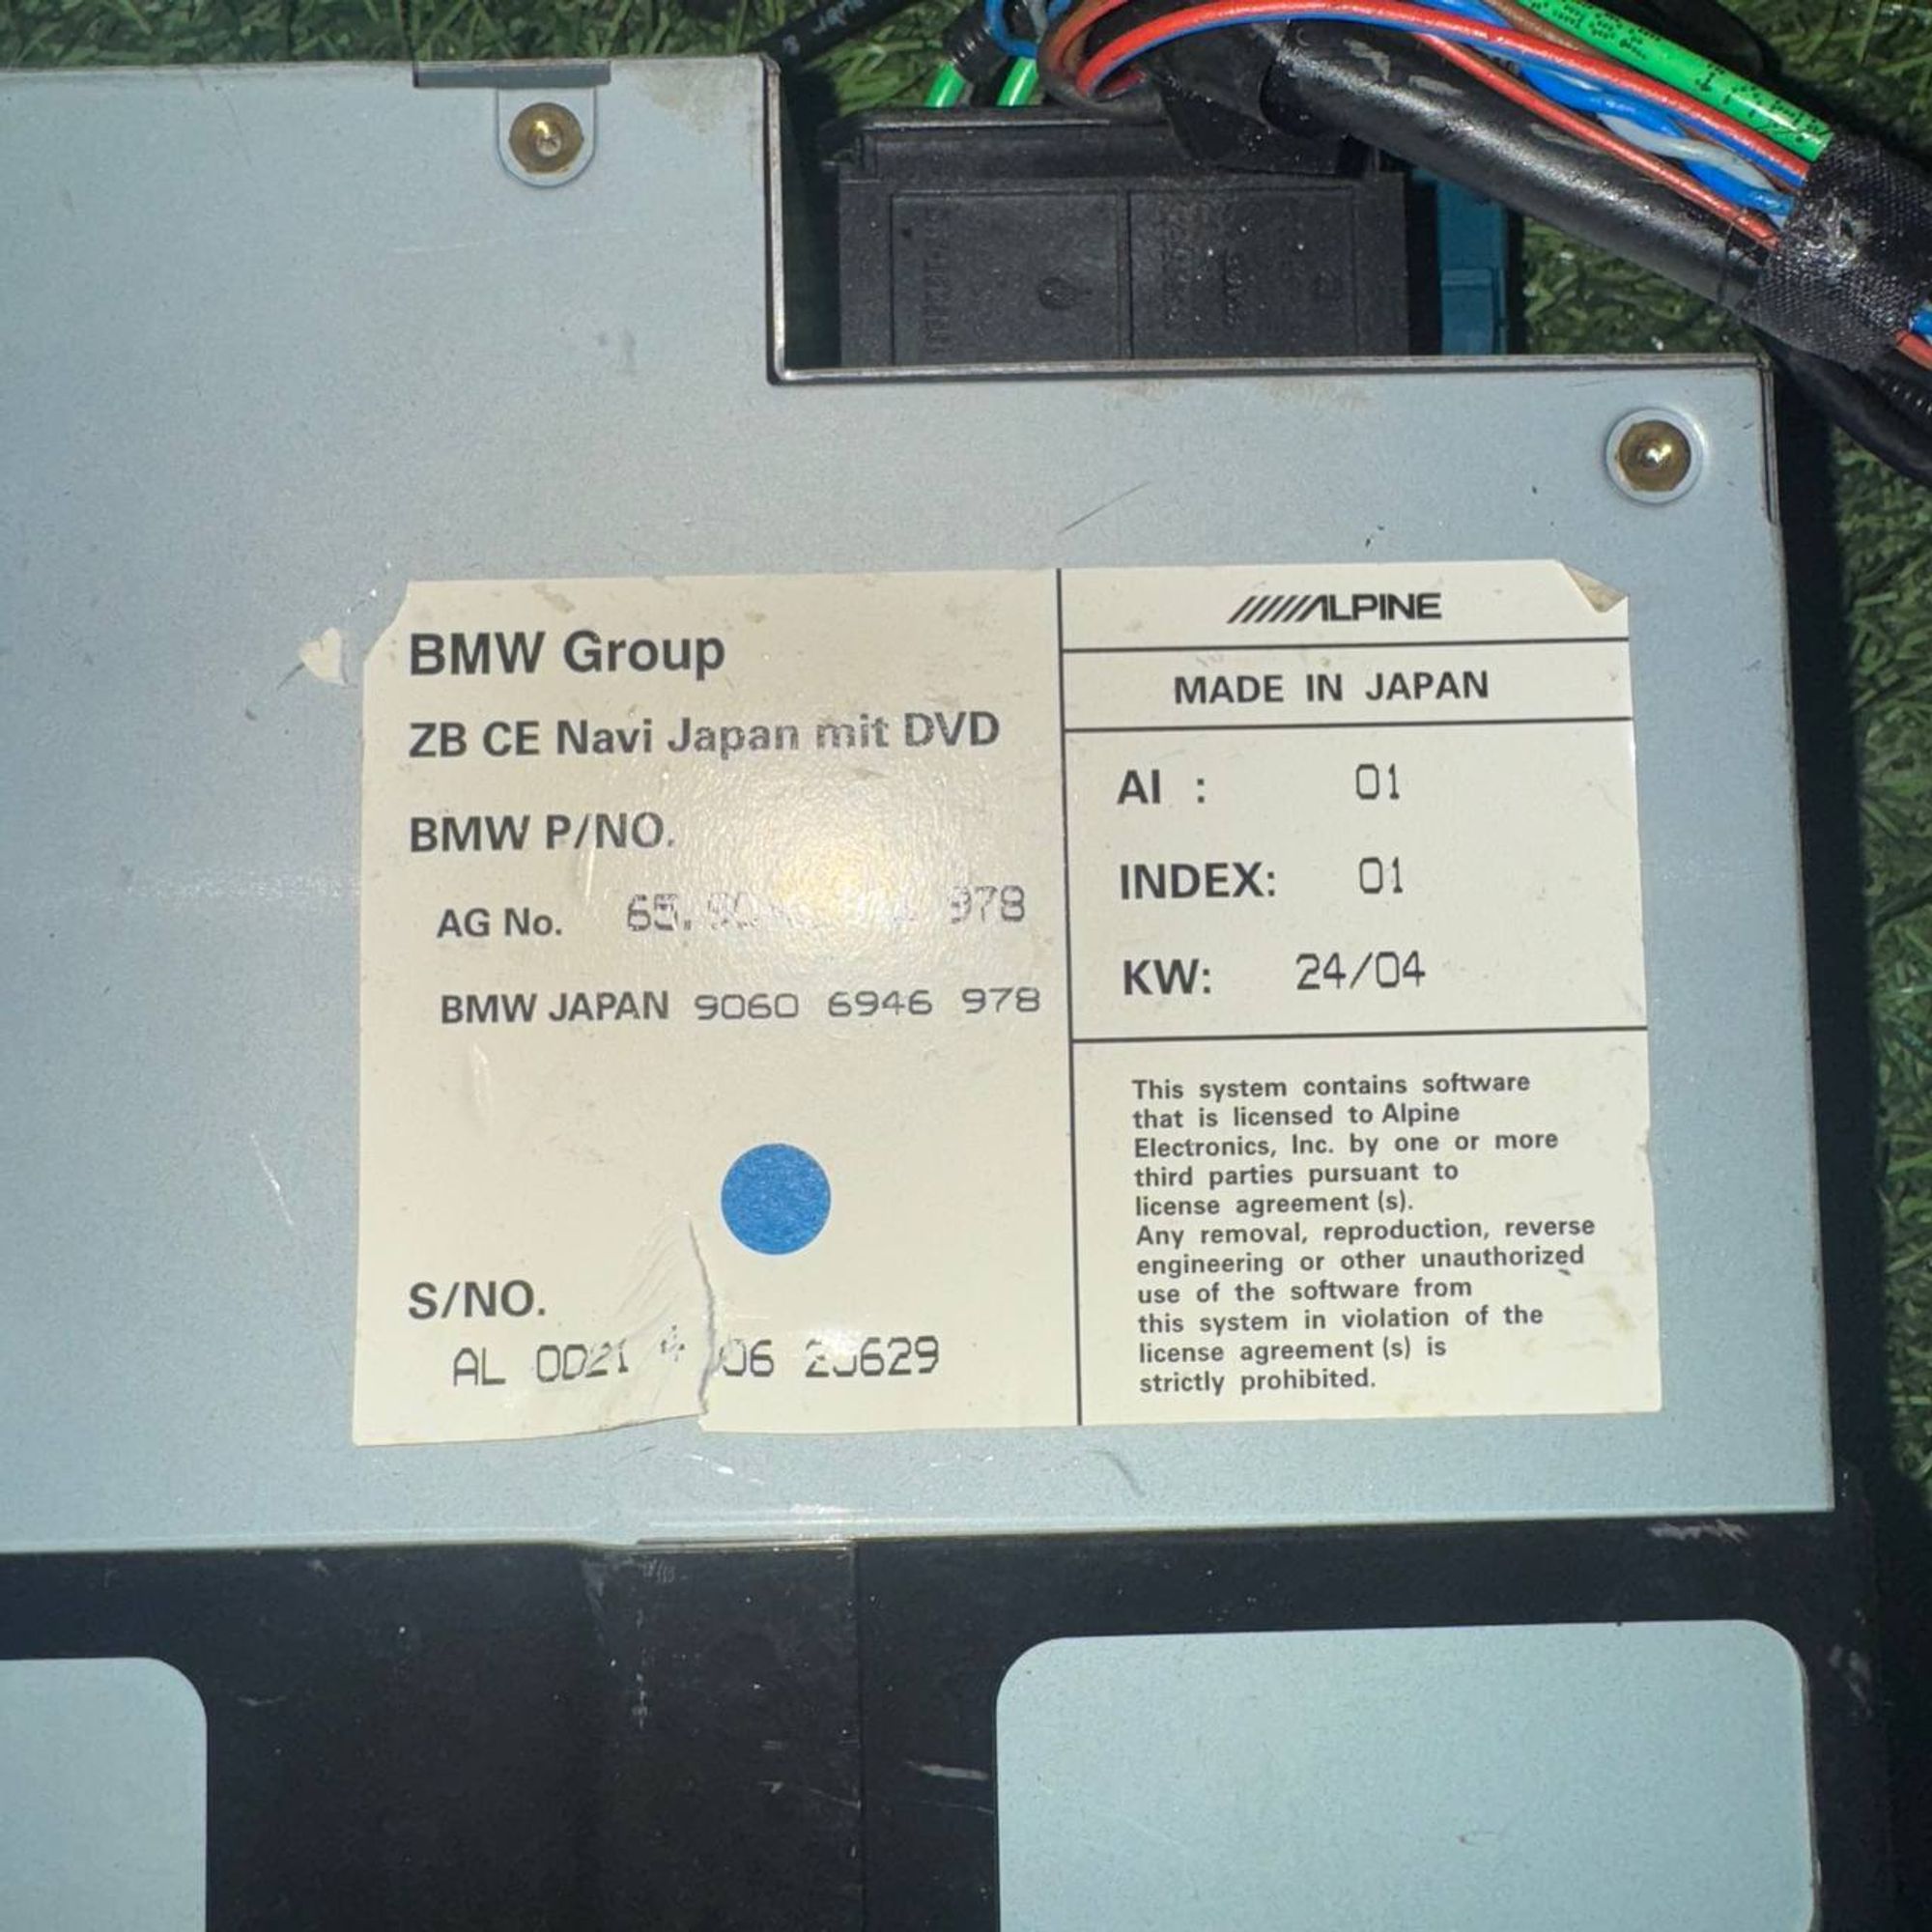 BMW Group
ZB CE Navi Japan mit DVD
BMW P/NO.
AG No. 978
BMW JAPAN 9060 6946 978
S/NO.
AL
ALPINE
MADE IN JAPAN
AI : 01
INDEX: 01
KW: 24/04
This system contains software
that is licensed to Alpine
Electronics, Inc. by one or more
third parties pursuant to
license agreement (s).
Any removal, reproduction, reverse
engineering or other unauthorized
use of the software from
this system in violation of the
license agreement (s) is
strictly prohibited.